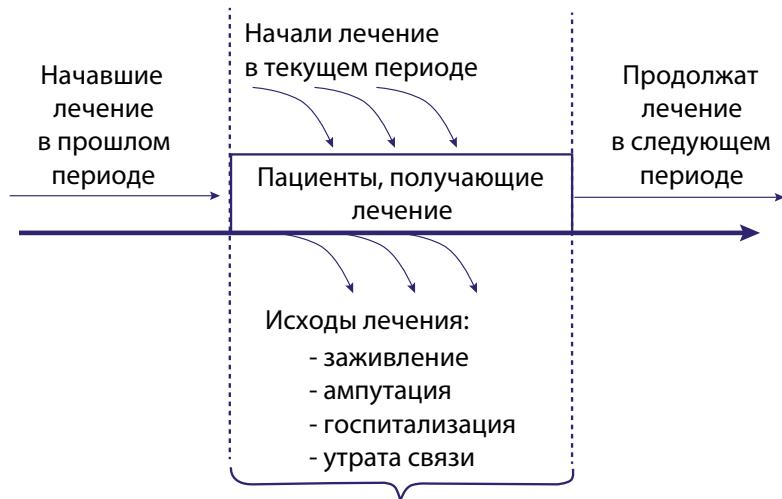 Начавшие
лечение
в прошлом
периоде
Начали лечение
в текущем периоде
Продолжат
лечение
в следующем
периоде
Пациенты, получающие
лечение
Исходы лечения:
- заживление
- ампутация
- госпитализация
- утрата связи